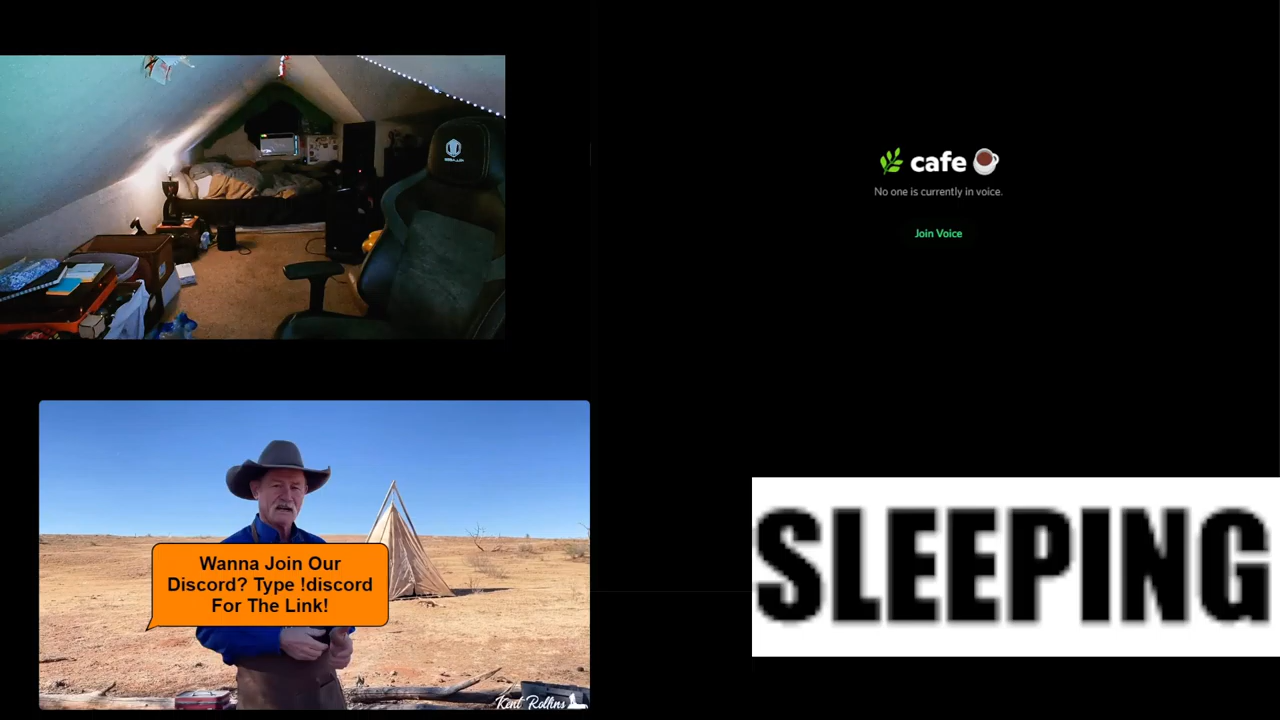 cafe
No one is currently in voice.
Join Voice
Wanna Join Our
Discord? Type !discord
For The Link!
Kent Rollins
SLEEPING